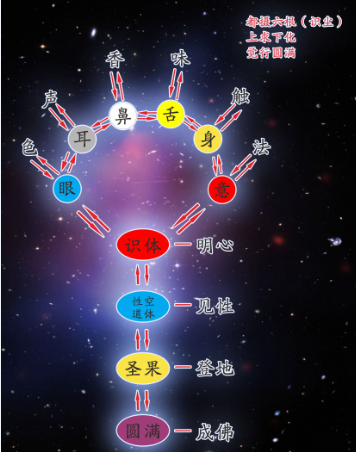 都摄六根（识尘）
上求下化
觉行圆满
香
味
声
鼻
舌
触
耳
身
色
法
眼
意
识体
明心
性空
道体
见性
圣果
登地
圆满
成佛